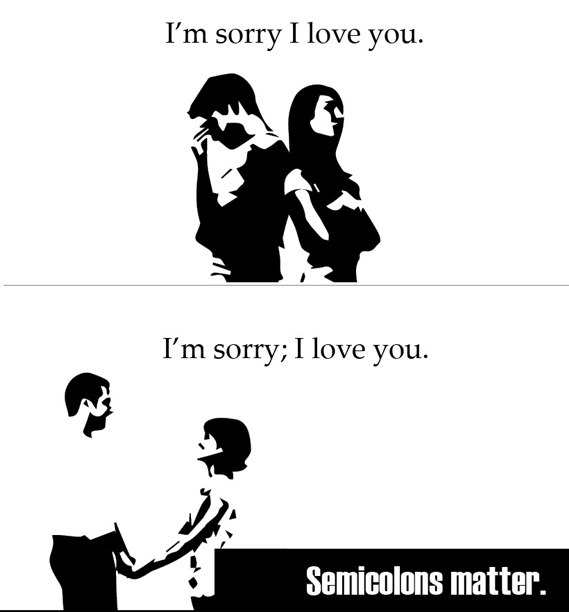 I'm sorry I love you.
I'm sorry; I love you.
Semicolons matter.